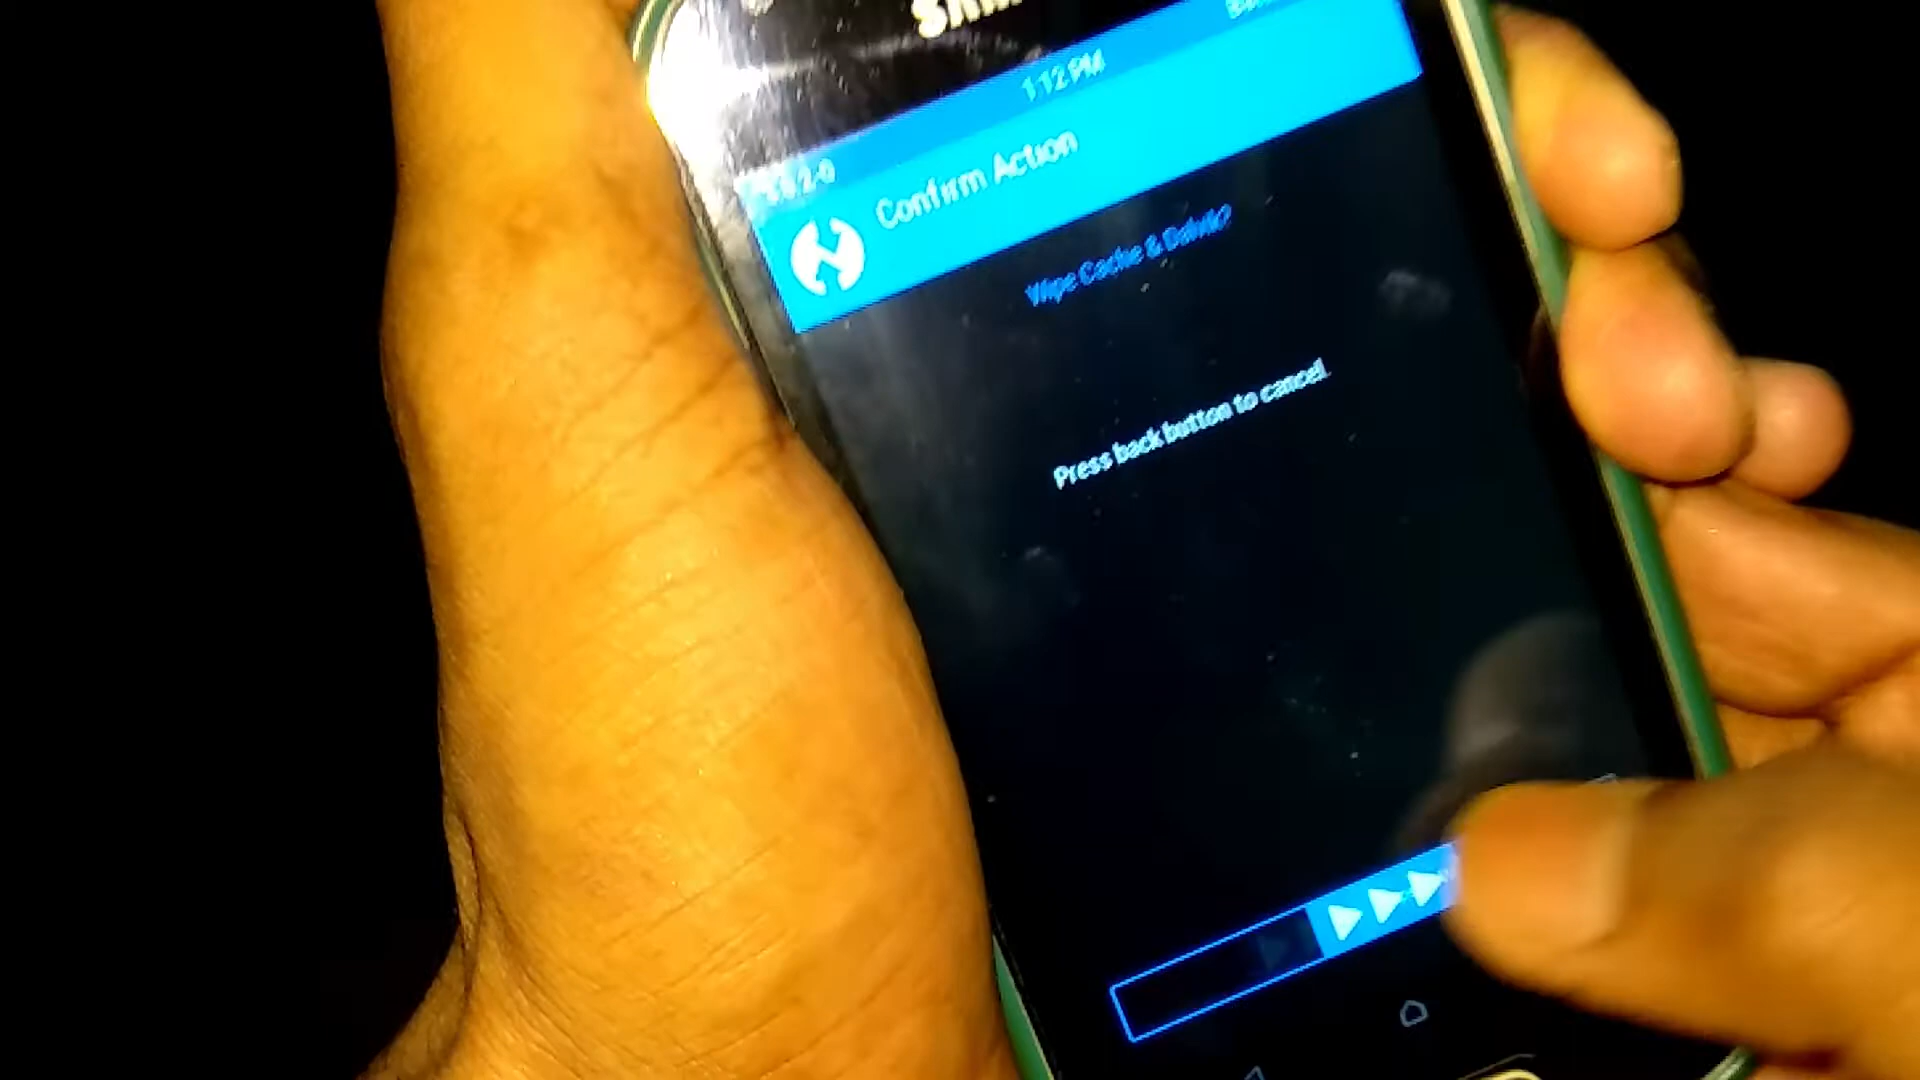 1:12 PM
Confirm Action
Wipe Cache & Dalvik?
Press back button to cancel.